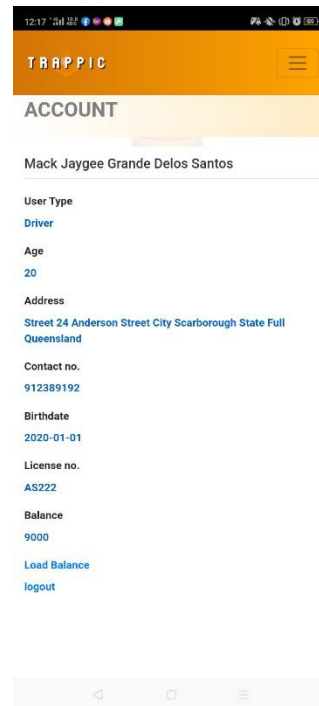 12:17
59
TRAPPIC
ACCOUNT
Mack Jaygee Grande Delos Santos
User Type
Driver
Age
20
Address
Street 24 Anderson Street City Scarborough State Full
Queensland
Contact no.
912389192
Birthdate
2020-01-01
License no.
AS222
Balance
9000
Load Balance
logout